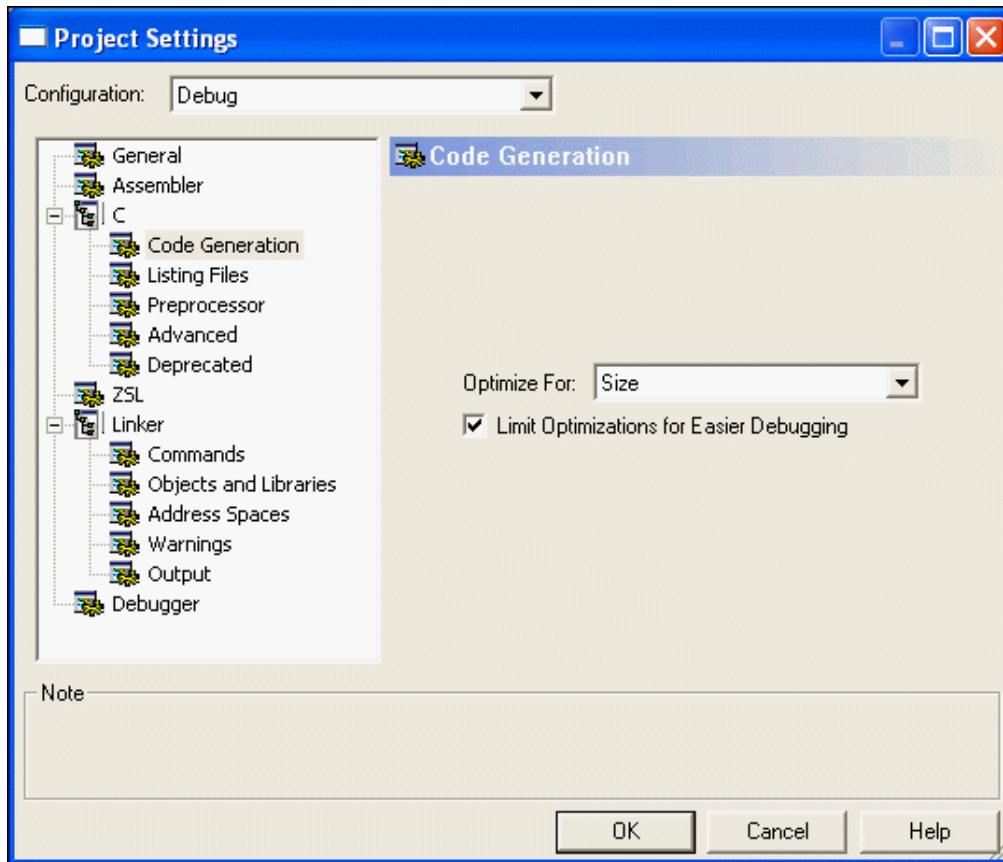 Project Settings
Configuration: Debug
General
Assembler
C
Code Generation
Listing Files
Preprocessor
Advanced
Deprecated
ZSL
Linker
Commands
Objects and Libraries
Address Spaces
Warnings
Output
Debugger
Code Generation
Optimize For: Size
Limit Optimizations for Easier Debugging
Note
OK Cancel Help